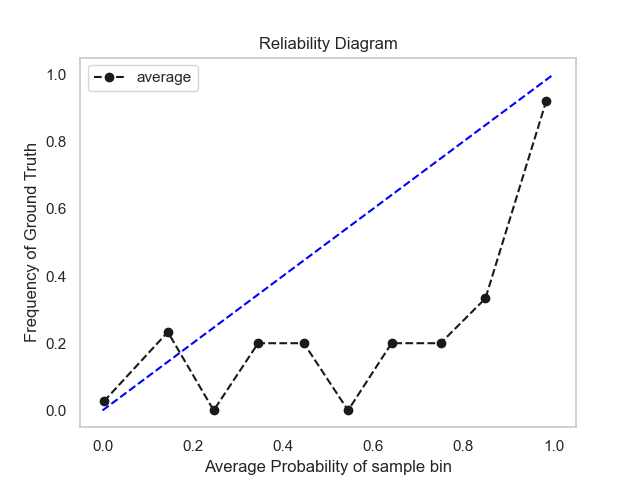 Reliability Diagram
average
1.0
0.8
0.6
0.4
0.2
0.0
Frequency of Ground Truth
0.0 0.2 0.4 0.6 0.8 1.0
Average Probability of sample bin